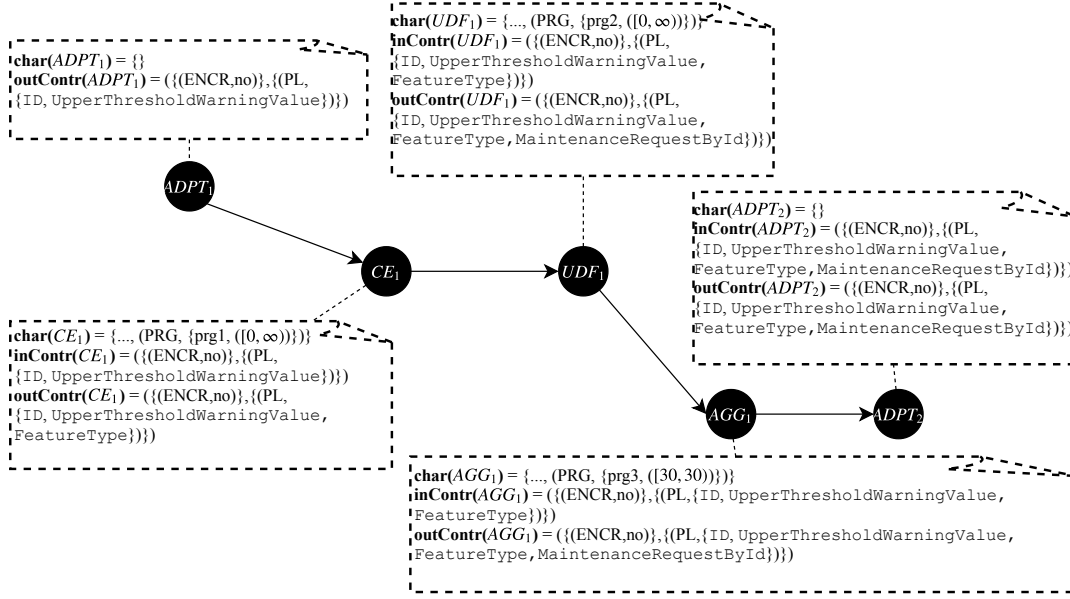 char(UDF₁) = {..., (PRG, {prg2, ([0, ∞))})}
inContr(UDF₁) = ({(ENCR,no)},{(PL,
{ID, UpperThresholdWarningValue,
FeatureType})})
outContr(UDF₁) = ({(ENCR,no)},{(PL,
{ID, UpperThresholdWarningValue,
FeatureType,MaintenanceRequestById})})
char(ADPT₁) = {}
outContr(ADPT₁) = ({(ENCR,no)},{(PL,
{ID, UpperThresholdWarningValue})})
ADPT₁
char(ADPT₂) = {}
inContr(ADPT₂) = ({(ENCR,no)},{(PL,
{ID, UpperThresholdWarningValue,
FeatureType,MaintenanceRequestById})})
outContr(ADPT₂) = ({(ENCR,no)},{(PL,
{ID, UpperThresholdWarningValue,
FeatureType,MaintenanceRequestById})})
CE₁
UDF₁
char(CE₁) = {..., (PRG, {prg1, ([0, ∞))})}
inContr(CE₁) = ({(ENCR,no)},{(PL,
{ID, UpperThresholdWarningValue})})
outContr(CE₁) = ({(ENCR,no)},{(PL,
{ID, UpperThresholdWarningValue,
FeatureType})})
AGG₁
ADPT₂
char(AGG₁) = {..., (PRG, {prg3, ([30, 30))})}
inContr(AGG₁) = ({(ENCR,no)},{(PL,{ID, UpperThresholdWarningValue,
FeatureType})})
outContr(AGG₁) = ({(ENCR,no)},{(PL,{ID, UpperThresholdWarningValue,
FeatureType,MaintenanceRequestById})})